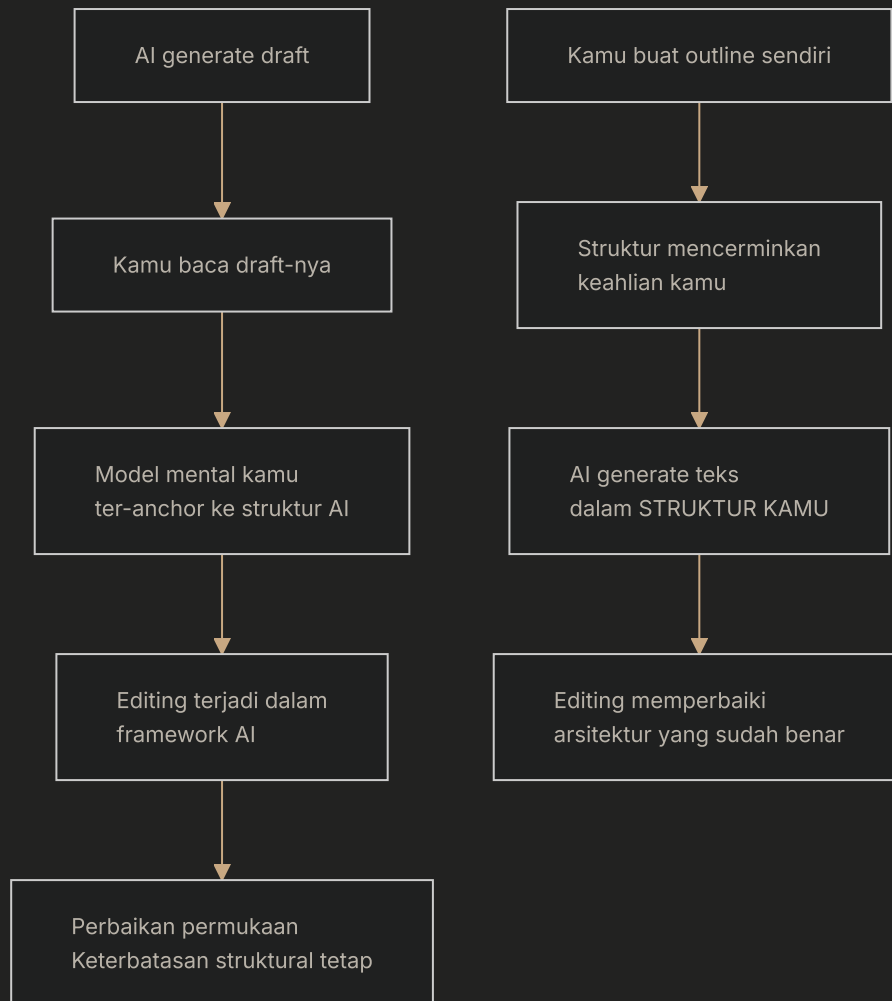 AI generate draft
Kamu baca draft-nya
Model mental kamu
ter-anchor ke struktur AI
Editing terjadi dalam
framework AI
Perbaikan permukaan
Keterbatasan struktural tetap
Kamu buat outline sendiri
Struktur mencerminkan
keahlian kamu
AI generate teks
dalam STRUKTUR KAMU
Editing memperbaiki
arsitektur yang sudah benar